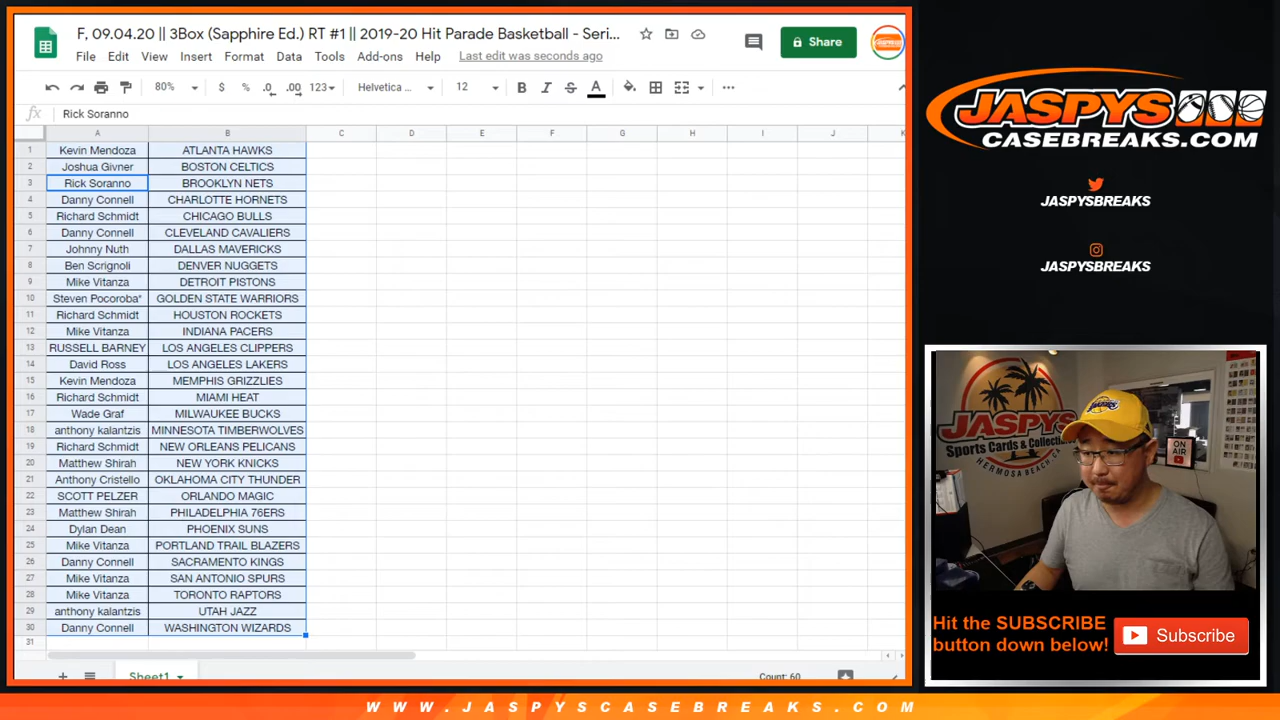 F, 09.04.20 || 3Box (Sapphire Ed.) RT #1 || 2019-20 Hit Parade Basketball - Seri...
File Edit View Insert Format Data Tools Add-ons Help Last edit was seconds ago
Share
80% $ % .0 .00 123 Helvetica ... 12 B I S A
fx Rick Soranno
A B C D E F G H I J K
1 Kevin Mendoza ATLANTA HAWKS
2 Joshua Givner BOSTON CELTICS
3 Rick Soranno BROOKLYN NETS
4 Danny Connell CHARLOTTE HORNETS
5 Richard Schmidt CHICAGO BULLS
6 Danny Connell CLEVELAND CAVALIERS
7 Johnny Nuth DALLAS MAVERICKS
8 Ben Scrignoli DENVER NUGGETS
9 Mike Vitanza DETROIT PISTONS
10 Steven Pocoroba* GOLDEN STATE WARRIORS
11 Richard Schmidt HOUSTON ROCKETS
12 Mike Vitanza INDIANA PACERS
13 RUSSELL BARNEY LOS ANGELES CLIPPERS
14 David Ross LOS ANGELES LAKERS
15 Kevin Mendoza MEMPHIS GRIZZLIES
16 Richard Schmidt MIAMI HEAT
17 Wade Graf MILWAUKEE BUCKS
18 anthony kalantzis MINNESOTA TIMBERWOLVES
19 Richard Schmidt NEW ORLEANS PELICANS
20 Matthew Shirah NEW YORK KNICKS
21 Anthony Cristello OKLAHOMA CITY THUNDER
22 SCOTT PELZER ORLANDO MAGIC
23 Matthew Shirah PHILADELPHIA 76ERS
24 Dylan Dean PHOENIX SUNS
25 Mike Vitanza PORTLAND TRAIL BLAZERS
26 Danny Connell SACRAMENTO KINGS
27 Mike Vitanza SAN ANTONIO SPURS
28 Mike Vitanza TORONTO RAPTORS
29 anthony kalantzis UTAH JAZZ
30 Danny Connell WASHINGTON WIZARDS
31
Sheet1 Count: 60
JASPYS
CASEBREAKS.COM
JASPYSBREAKS
JASPYSBREAKS
JASPYS
Sports Cards & Collectibles
HERMOSA BEACH, CA
ON
AIR
Hit the SUBSCRIBE
button down below!
Subscribe
WWW.JASPYSCASEBREAKS.COM